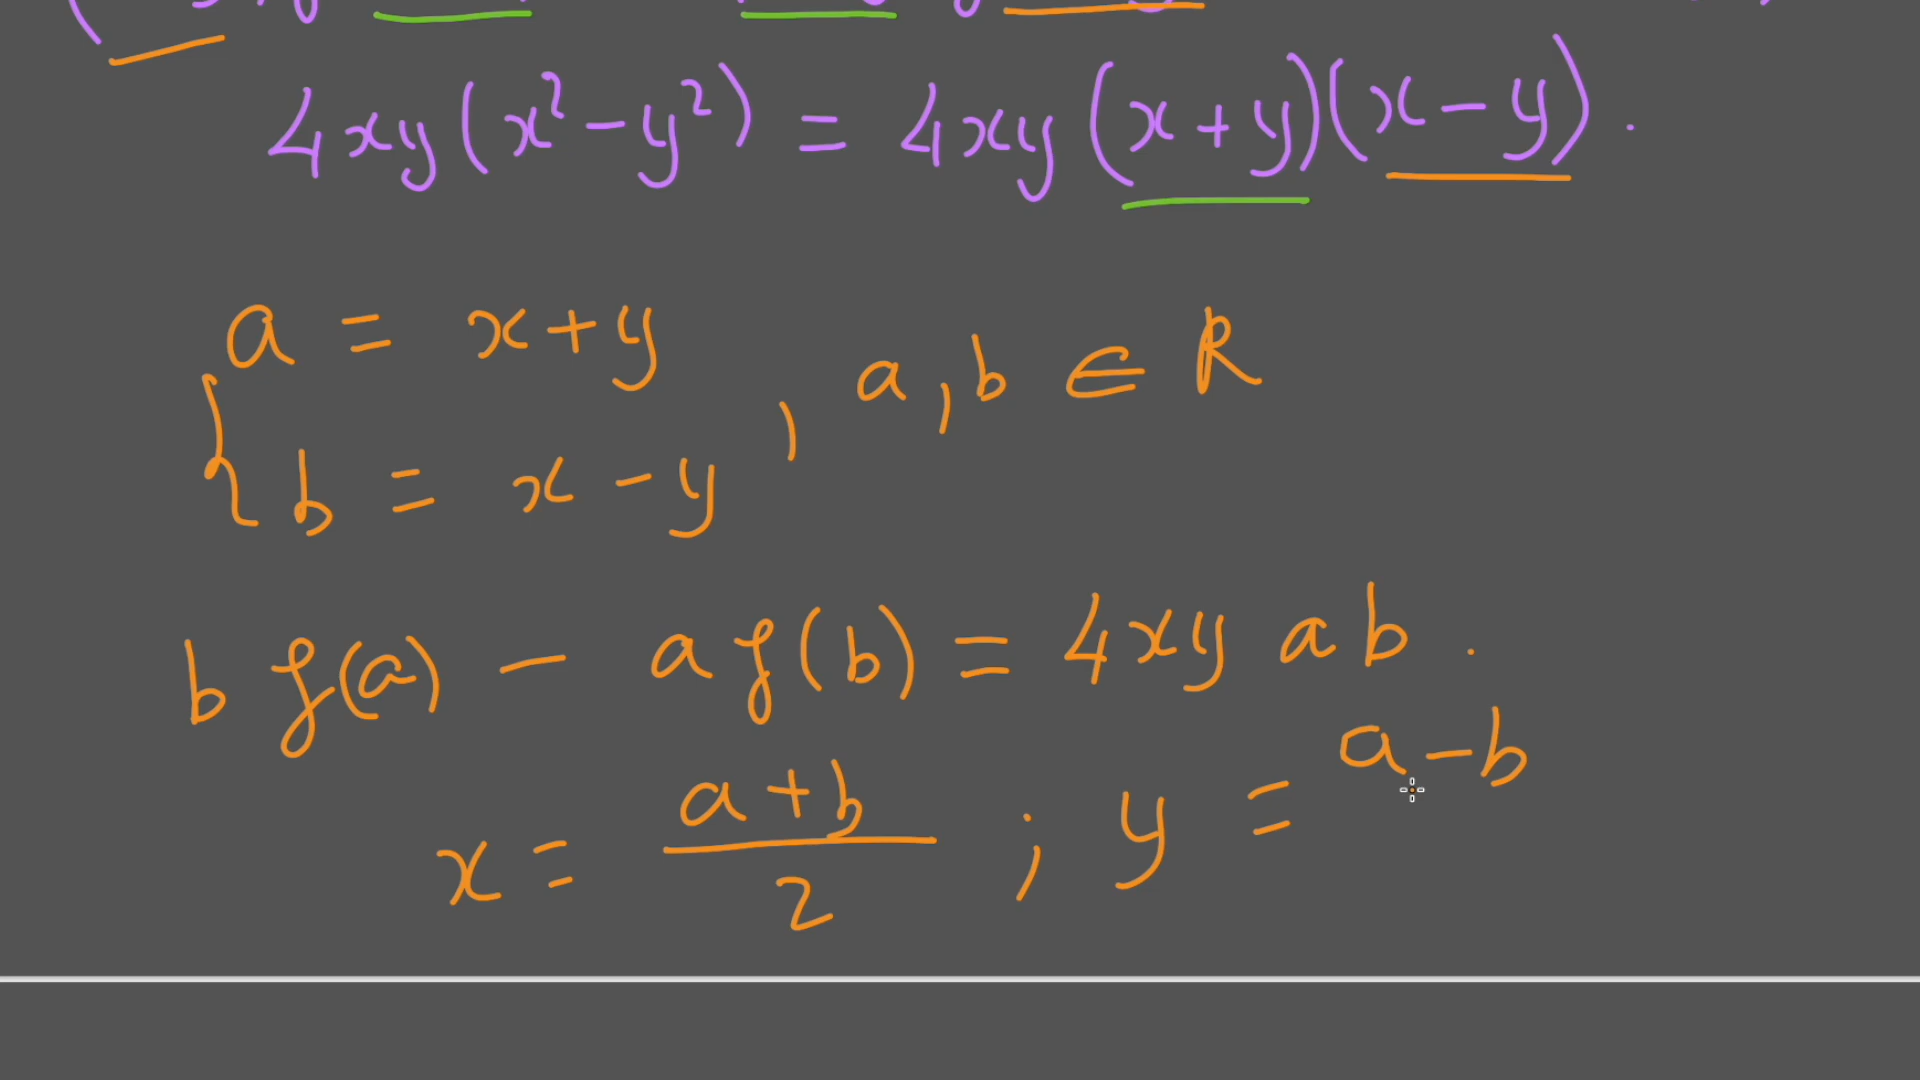 4xy(x²-y²) = 4xy(x+y)(x-y).
a = x+y
b = x-y , a,b ∈ R
b f(a) - a f(b) = 4xy ab.
x = (a+b)/2 ; y = a-b